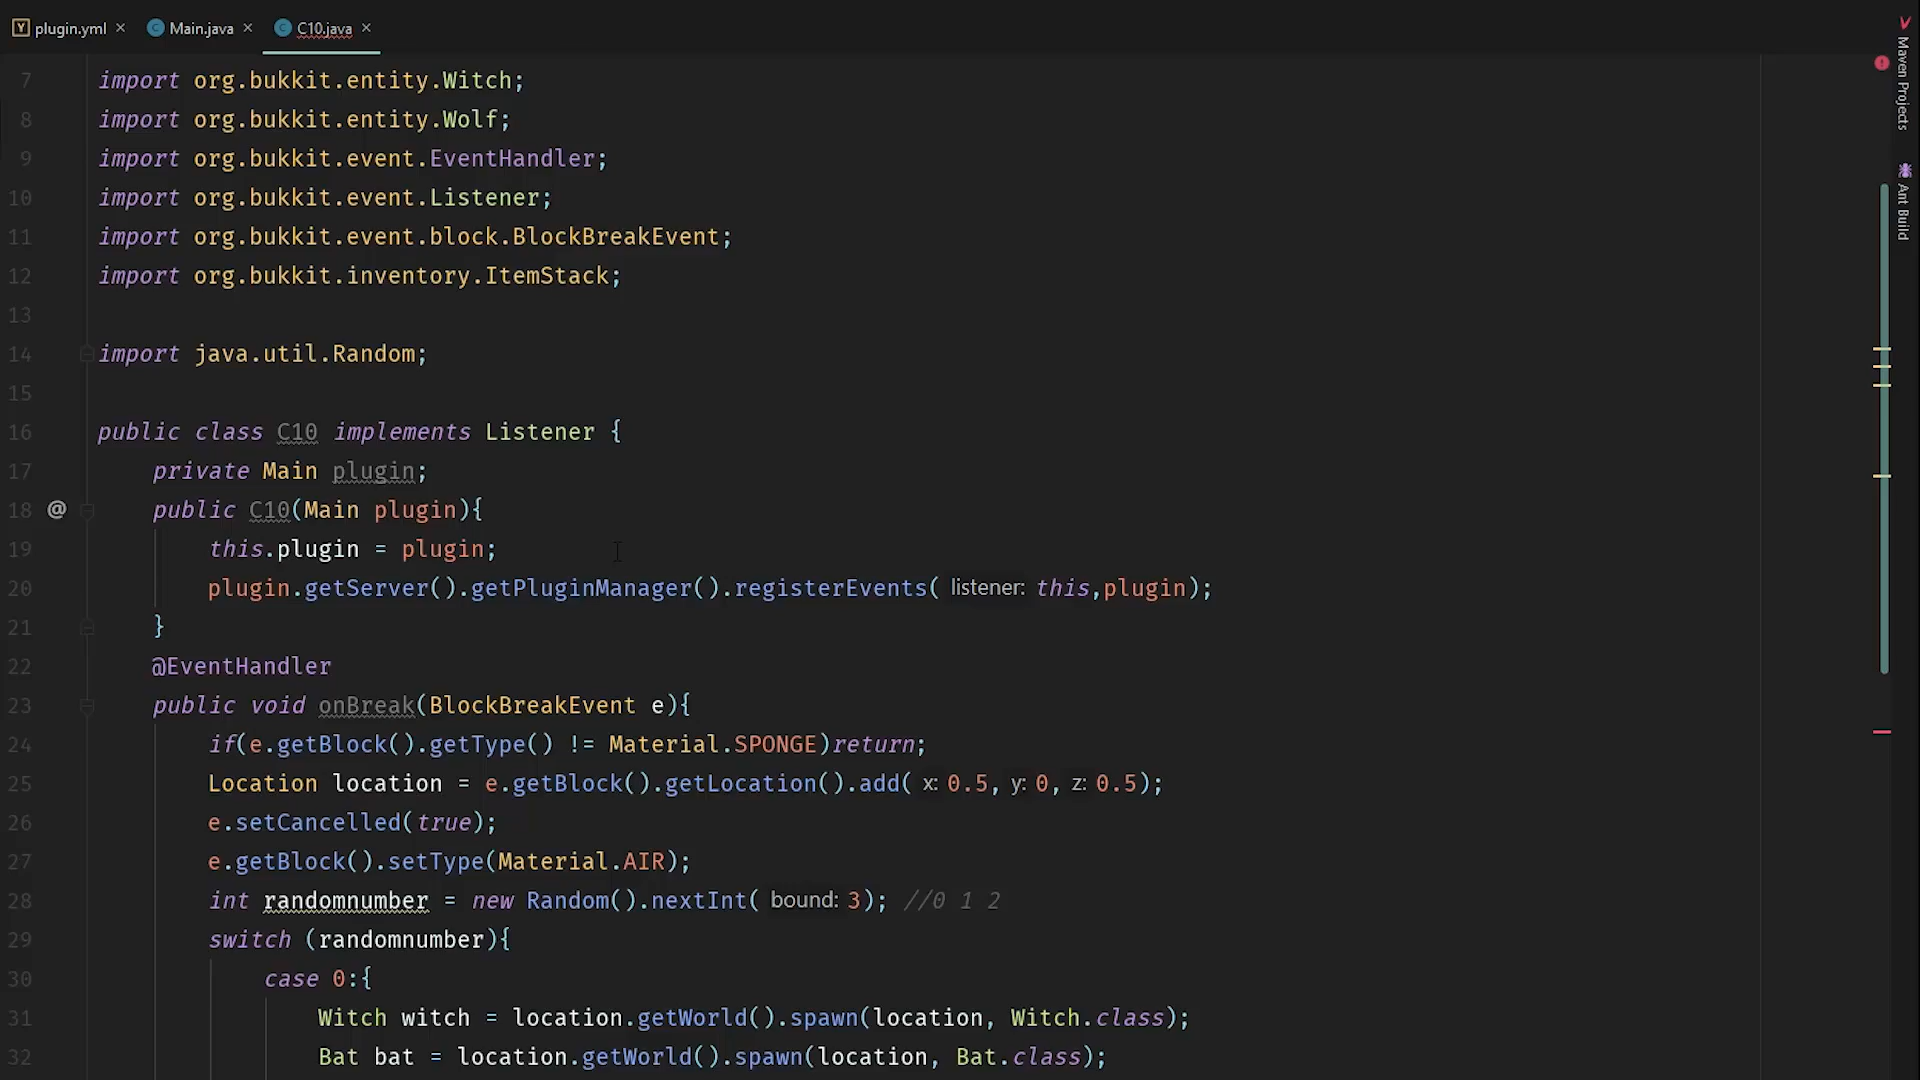 plugin.yml
Main.java
C10.java
Maven Projects
Ant Build
7 import org.bukkit.entity.Witch;
8 import org.bukkit.entity.Wolf;
9 import org.bukkit.event.EventHandler;
10 import org.bukkit.event.Listener;
11 import org.bukkit.event.block.BlockBreakEvent;
12 import org.bukkit.inventory.ItemStack;
13
14 import java.util.Random;
15
16 public class C10 implements Listener {
17 private Main plugin;
18 @ public C10(Main plugin){
19 this.plugin = plugin;
20 plugin.getServer().getPluginManager().registerEvents( listener: this,plugin);
21 }
22 @EventHandler
23 public void onBreak(BlockBreakEvent e){
24 if(e.getBlock().getType() != Material.SPONGE)return;
25 Location location = e.getBlock().getLocation().add( x: 0.5, y: 0, z: 0.5);
26 e.setCancelled(true);
27 e.getBlock().setType(Material.AIR);
28 int randomnumber = new Random().nextInt( bound: 3); //0 1 2
29 switch (randomnumber){
30 case 0:{
31 Witch witch = location.getWorld().spawn(location, Witch.class);
32 Bat bat = location.getWorld().spawn(location, Bat.class);